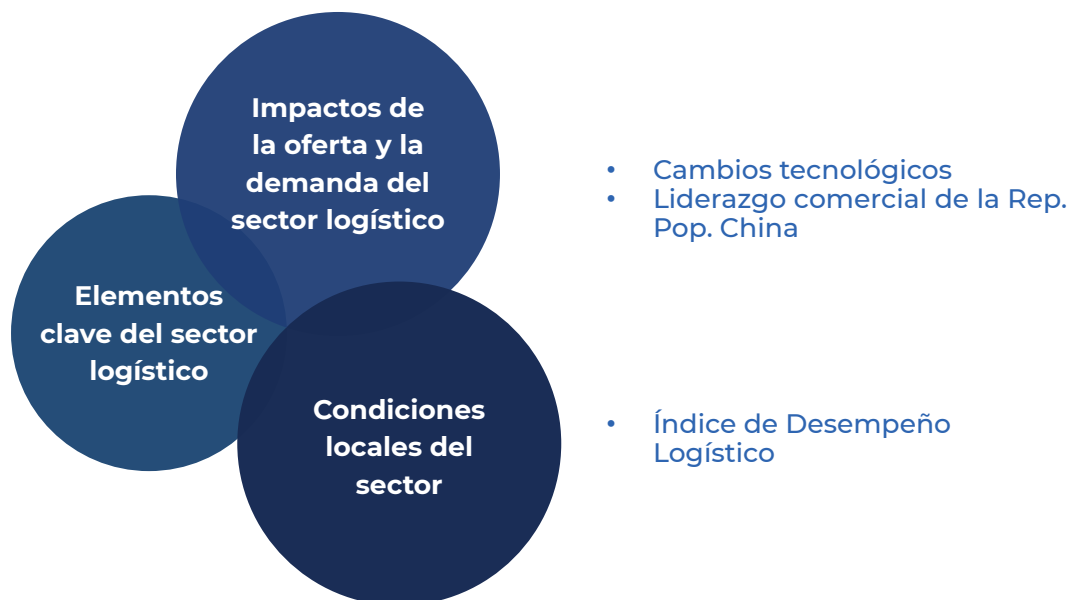 Impactos de
la oferta y la
demanda del
sector logístico
• Cambios tecnológicos
• Liderazgo comercial de la Rep.
Pop. China
Elementos
clave del sector
logístico
Condiciones
locales del
sector
• Índice de Desempeño
Logístico